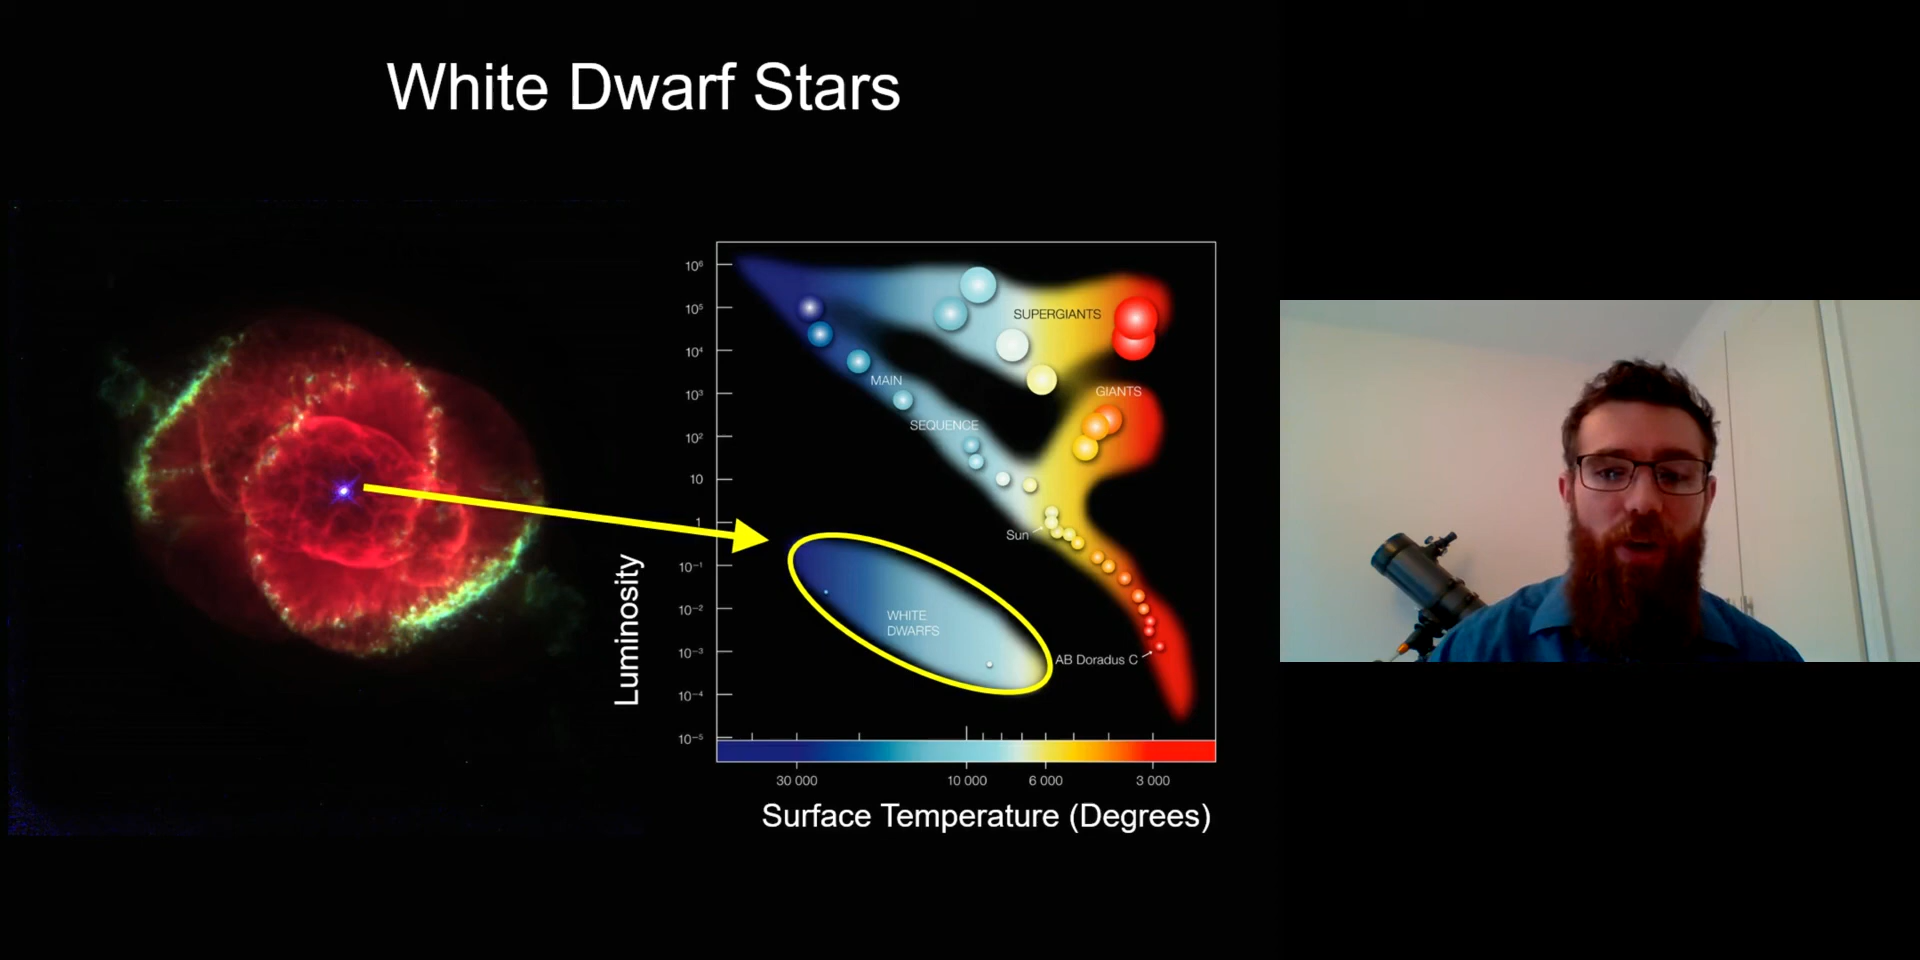 White Dwarf Stars
10⁶
10⁵
10⁴
10³
10²
10
1
10⁻¹
10⁻²
10⁻³
10⁻⁴
10⁻⁵
Luminosity
SUPERGIANTS
MAIN
GIANTS
SEQUENCE
Sun
WHITE
DWARFS
AB Doradus C
30 000
10 000
6 000
3 000
Surface Temperature (Degrees)